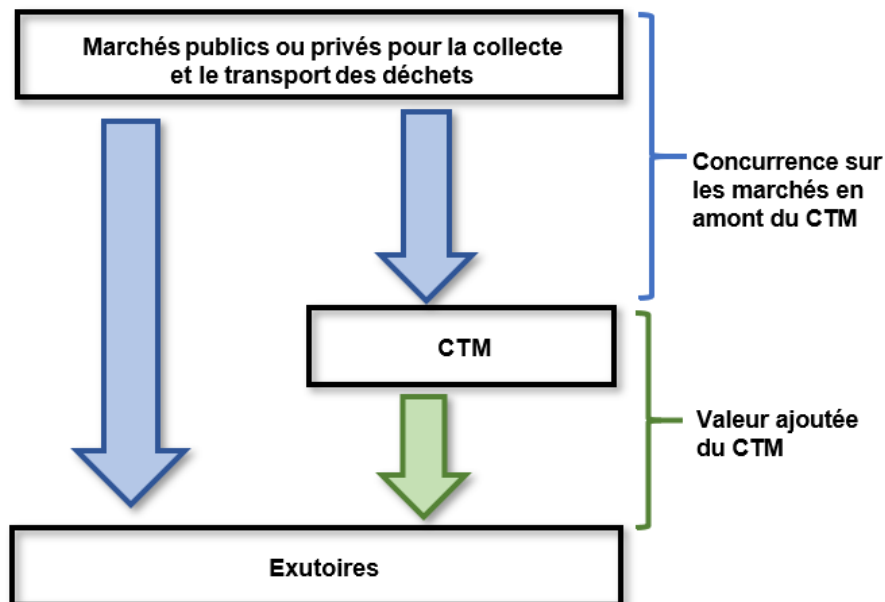 Marchés publics ou privés pour la collecte
et le transport des déchets
Concurrence sur
les marchés en
amont du CTM
CTM
Valeur ajoutée
du CTM
Exutoires